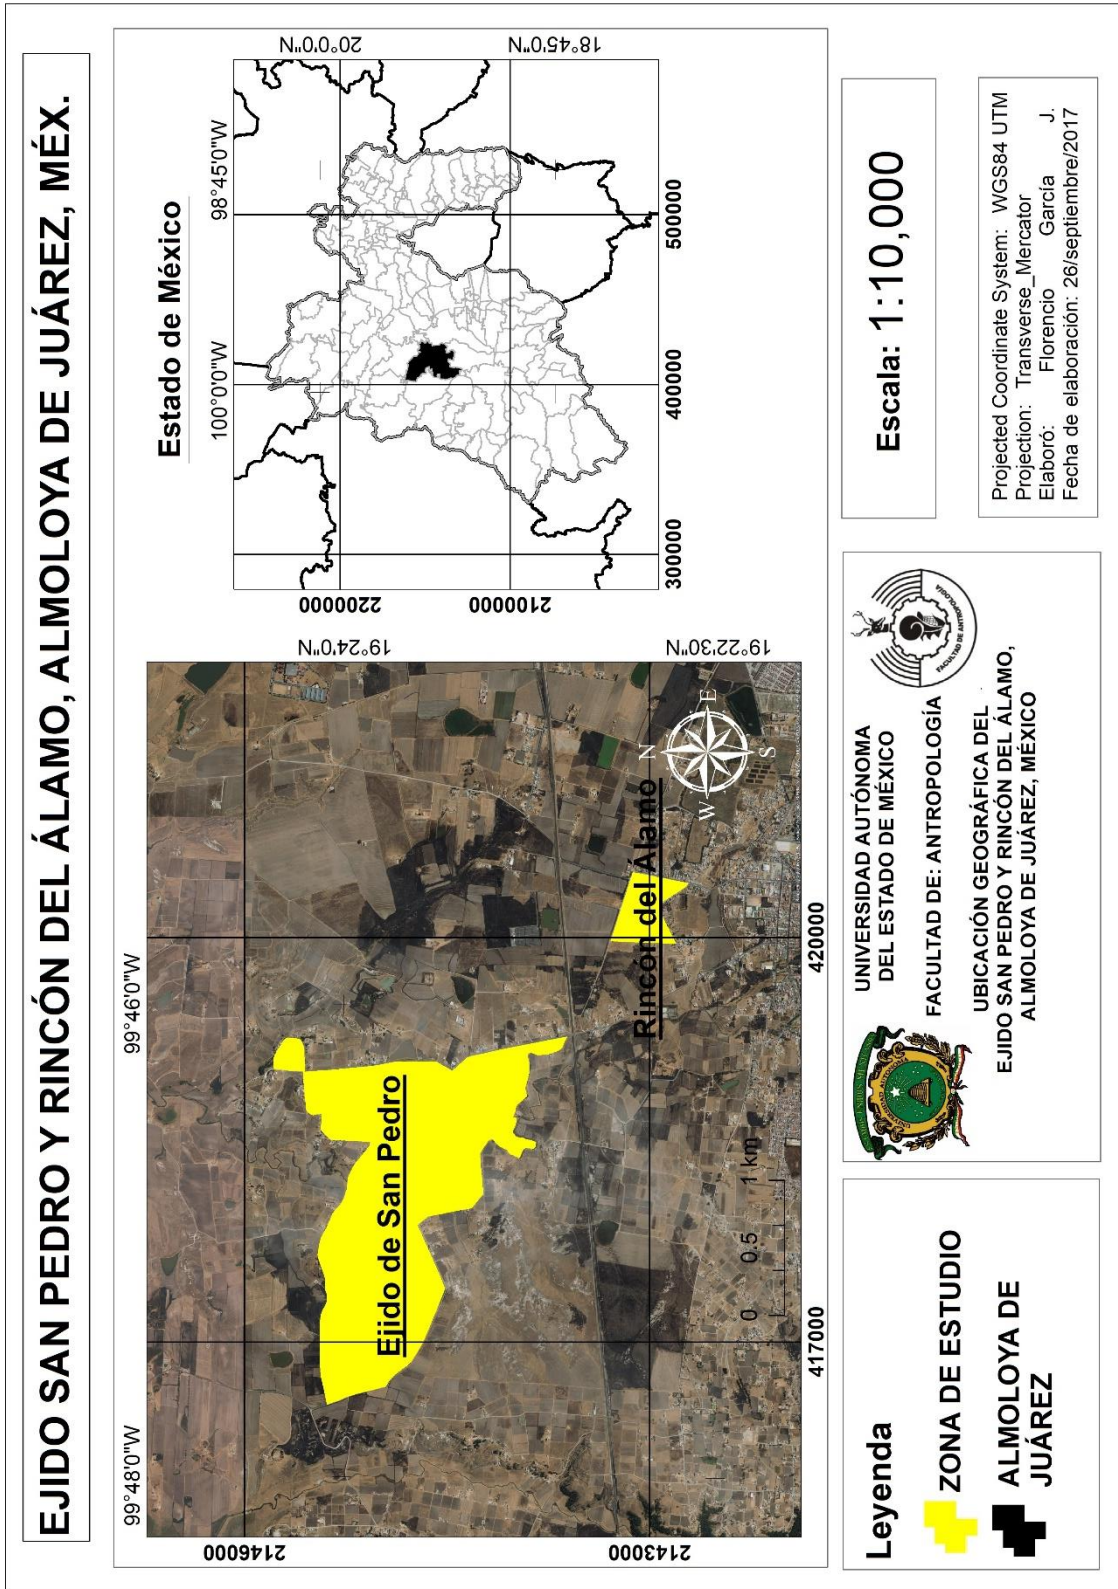 EJIDO SAN PEDRO Y RINCÓN DEL ÁLAMO, ALMOLOYA DE JUÁREZ, MÉX.
99°48'0"W
99°46'0"W
2146000
2143000
19°24'0"N
19°22'30"N
Ejido de San Pedro
Rincón del Álamo
N
W
E
S
0
0.5
1 km
417000
420000
Estado de México
100°0'0"W
98°45'0"W
20°0'0"N
18°45'0"N
2200000
2100000
300000
400000
500000
Leyenda
ZONA DE ESTUDIO
ALMOLOYA DE
JUÁREZ
UNIVERSIDAD AUTÓNOMA
DEL ESTADO DE MÉXICO
FACULTAD DE: ANTROPOLOGÍA
UBICACIÓN GEOGRÁFICA DEL
EJIDO SAN PEDRO Y RINCÓN DEL ÁLAMO,
ALMOLOYA DE JUÁREZ, MÉXICO
FACULTAD DE ANTROPOLOGÍA
Escala: 1:10,000
Projected Coordinate System: WGS84 UTM
Projection: Transverse_Mercator
Elaboró: Florencio García J.
Fecha de elaboración: 26/septiembre/2017